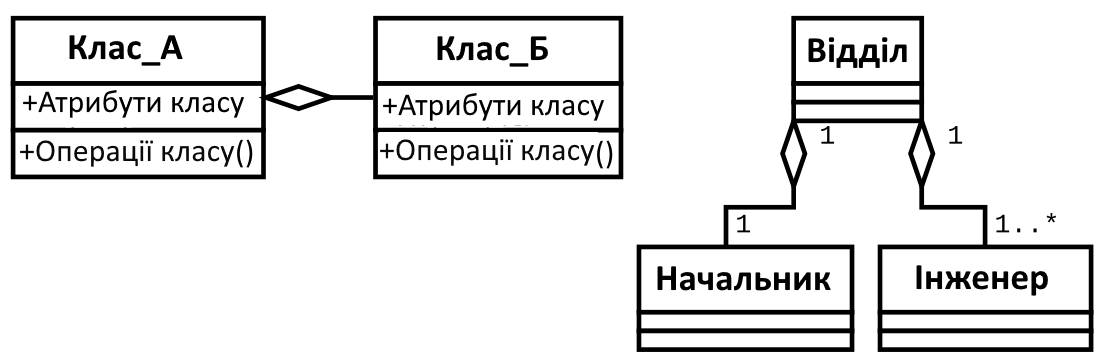 Клас_А
+Атрибути класу
+Операції класу()
Клас_Б
+Атрибути класу
+Операції класу()
Відділ
1
1
1
1..*
Начальник
Інженер